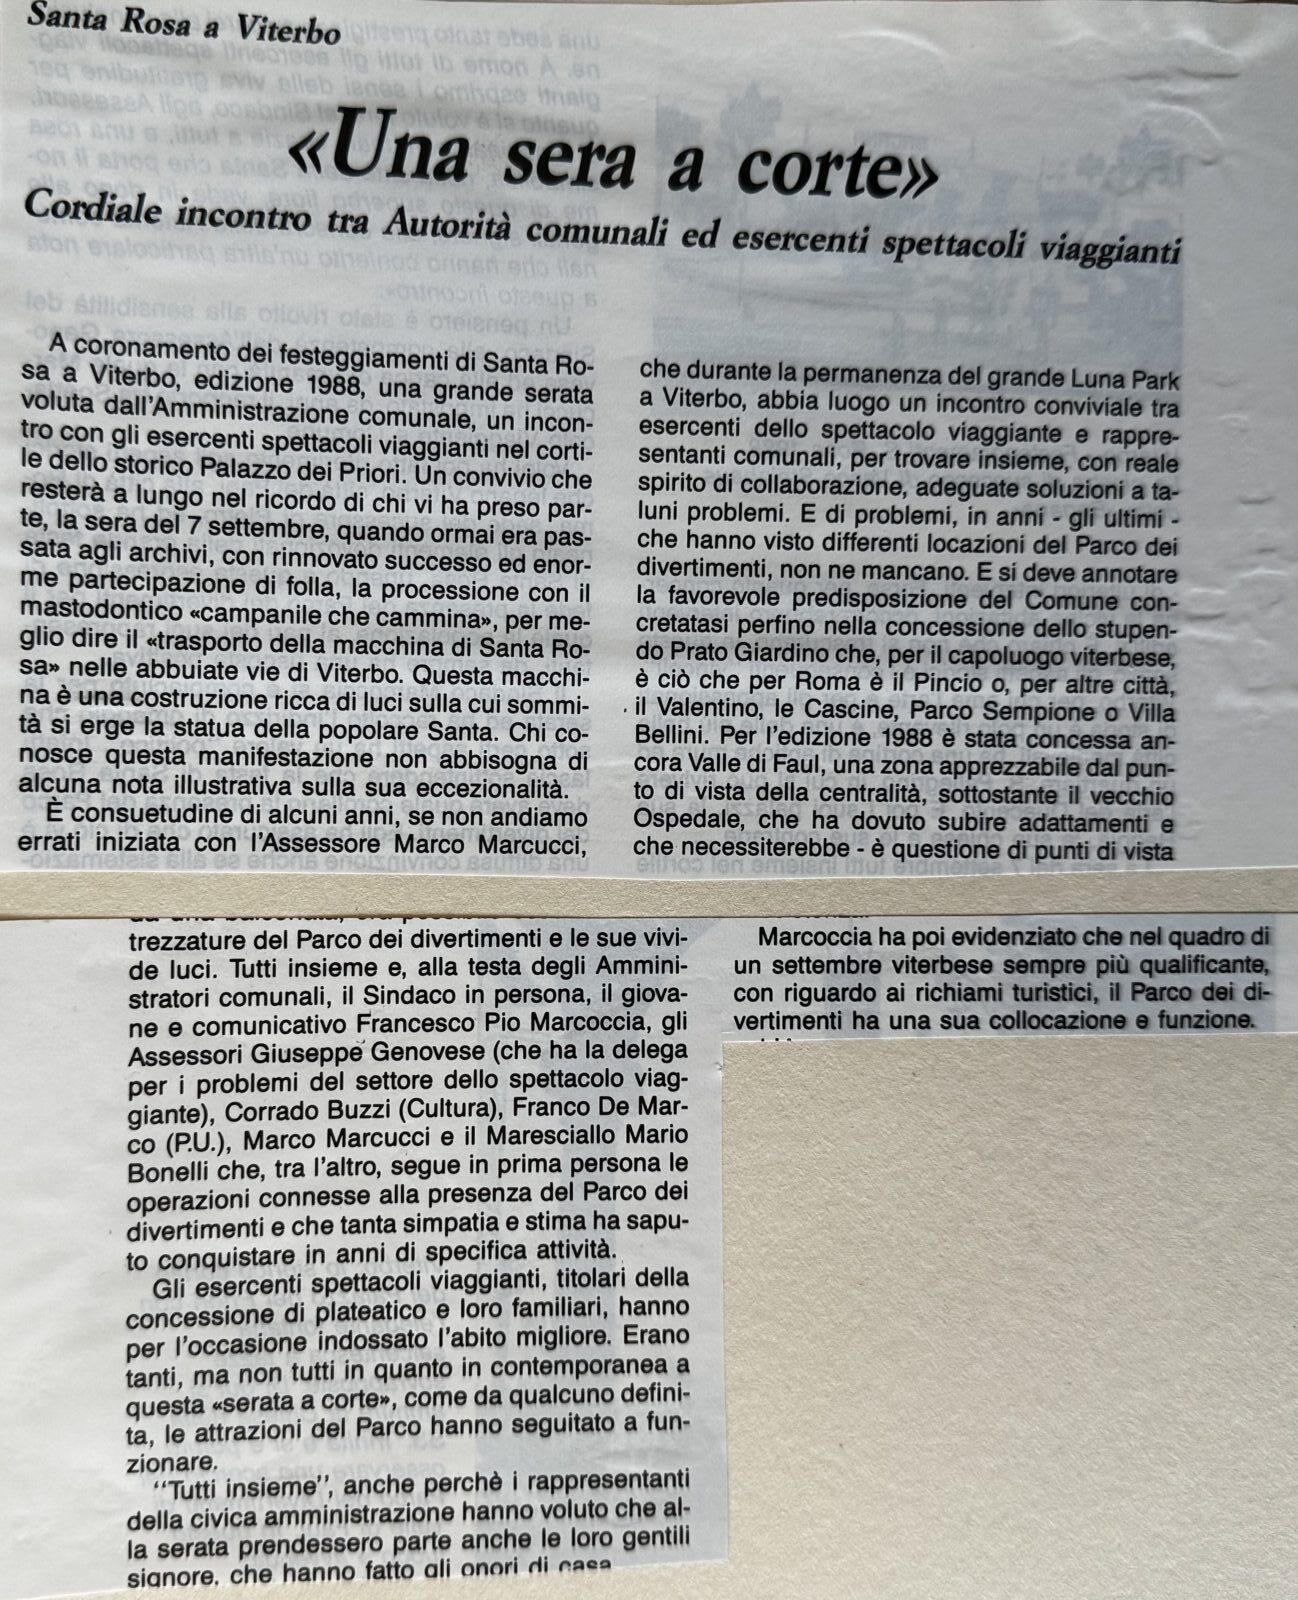 Santa Rosa a Viterbo
«Una sera a corte»
Cordiale incontro tra Autorità comunali ed esercenti spettacoli viaggianti
A coronamento dei festeggiamenti di Santa Ro-
sa a Viterbo, edizione 1988, una grande serata
voluta dall'Amministrazione comunale, un incon-
tro con gli esercenti spettacoli viaggianti nel corti-
le dello storico Palazzo dei Priori. Un convivio che
resterà a lungo nel ricordo di chi vi ha preso par-
te, la sera del 7 settembre, quando ormai era pas-
sata agli archivi, con rinnovato successo ed enor-
me partecipazione di folla, la processione con il
mastodontico «campanile che cammina», per me-
glio dire il «trasporto della macchina di Santa Ro-
sa» nelle abbuiate vie di Viterbo. Questa macchi-
na è una costruzione ricca di luci sulla cui sommi-
tà si erge la statua della popolare Santa. Chi co-
nosce questa manifestazione non abbisogna di
alcuna nota illustrativa sulla sua eccezionalità.
È consuetudine di alcuni anni, se non andiamo
errati iniziata con l'Assessore Marco Marcucci,
che durante la permanenza del grande Luna Park
a Viterbo, abbia luogo un incontro conviviale tra
esercenti dello spettacolo viaggiante e rappre-
sentanti comunali, per trovare insieme, con reale
spirito di collaborazione, adeguate soluzioni a ta-
luni problemi. E di problemi, in anni - gli ultimi -
che hanno visto differenti locazioni del Parco dei
divertimenti, non ne mancano. E si deve annotare
la favorevole predisposizione del Comune con-
cretatasi perfino nella concessione dello stupen-
do Prato Giardino che, per il capoluogo viterbese,
è ciò che per Roma è il Pincio o, per altre città,
il Valentino, le Cascine, Parco Sempione o Villa
Bellini. Per l'edizione 1988 è stata concessa an-
cora Valle di Faul, una zona apprezzabile dal pun-
to di vista della centralità, sottostante il vecchio
Ospedale, che ha dovuto subire adattamenti e
che necessiterebbe - è questione di punti di vista
trezzature del Parco dei divertimenti e le sue vivi-
de luci. Tutti insieme e, alla testa degli Ammini-
stratori comunali, il Sindaco in persona, il giova-
ne e comunicativo Francesco Pio Marcoccia, gli
Assessori Giuseppe Genovese (che ha la delega
per i problemi del settore dello spettacolo viag-
giante), Corrado Buzzi (Cultura), Franco De Mar-
co (P.U.), Marco Marcucci e il Maresciallo Mario
Bonelli che, tra l'altro, segue in prima persona le
operazioni connesse alla presenza del Parco dei
divertimenti e che tanta simpatia e stima ha sapu-
to conquistare in anni di specifica attività.
Gli esercenti spettacoli viaggianti, titolari della
concessione di plateatico e loro familiari, hanno
per l'occasione indossato l'abito migliore. Erano
tanti, ma non tutti in quanto in contemporanea a
questa «serata a corte», come da qualcuno defini-
ta, le attrazioni del Parco hanno seguitato a fun-
zionare.
"Tutti insieme", anche perchè i rappresentanti
della civica amministrazione hanno voluto che al-
la serata prendessero parte anche le loro gentili
signore, che hanno fatto gli onori di casa
Marcoccia ha poi evidenziato che nel quadro di
un settembre viterbese sempre più qualificante,
con riguardo ai richiami turistici, il Parco dei di-
vertimenti ha una sua collocazione e funzione.